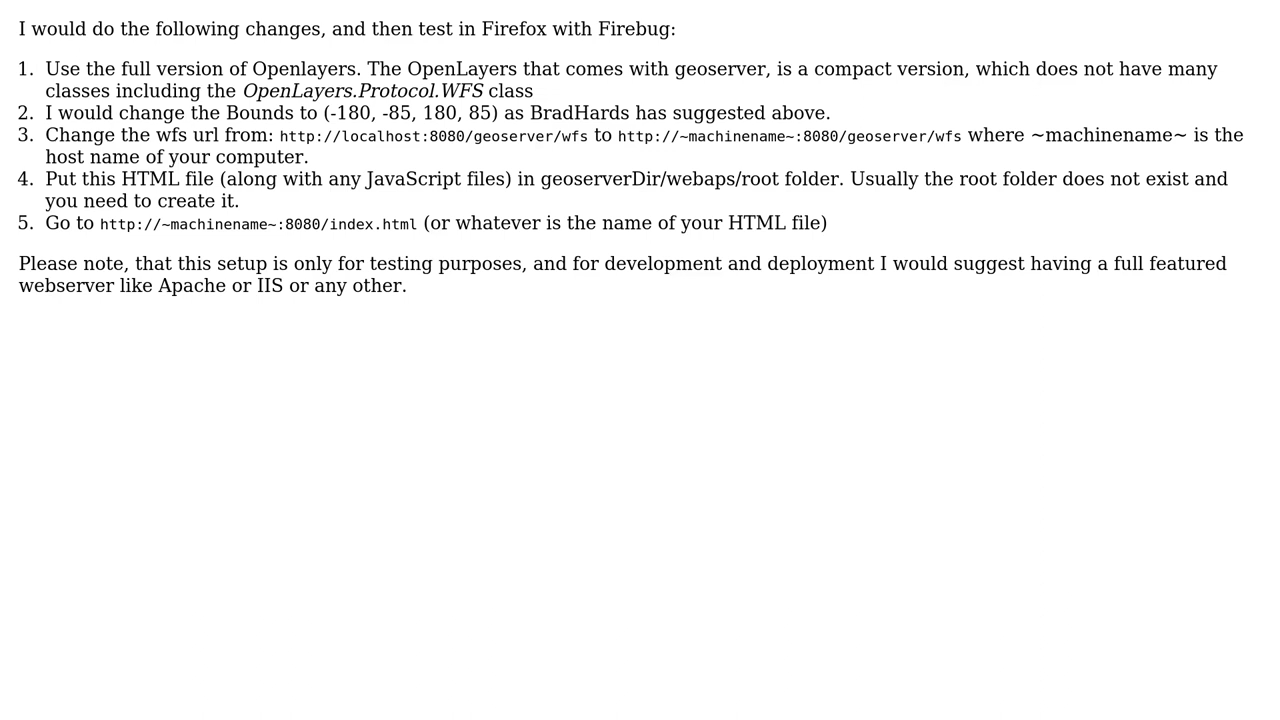 I would do the following changes, and then test in Firefox with Firebug:
1. Use the full version of Openlayers. The OpenLayers that comes with geoserver, is a compact version, which does not have many
classes including the OpenLayers.Protocol.WFS class
2. I would change the Bounds to (-180, -85, 180, 85) as BradHards has suggested above.
3. Change the wfs url from: http://localhost:8080/geoserver/wfs to http://~machinename~:8080/geoserver/wfs where ~machinename~ is the
host name of your computer.
4. Put this HTML file (along with any JavaScript files) in geoserverDir/webaps/root folder. Usually the root folder does not exist and
you need to create it.
5. Go to http://~machinename~:8080/index.html (or whatever is the name of your HTML file)
Please note, that this setup is only for testing purposes, and for development and deployment I would suggest having a full featured
webserver like Apache or IIS or any other.